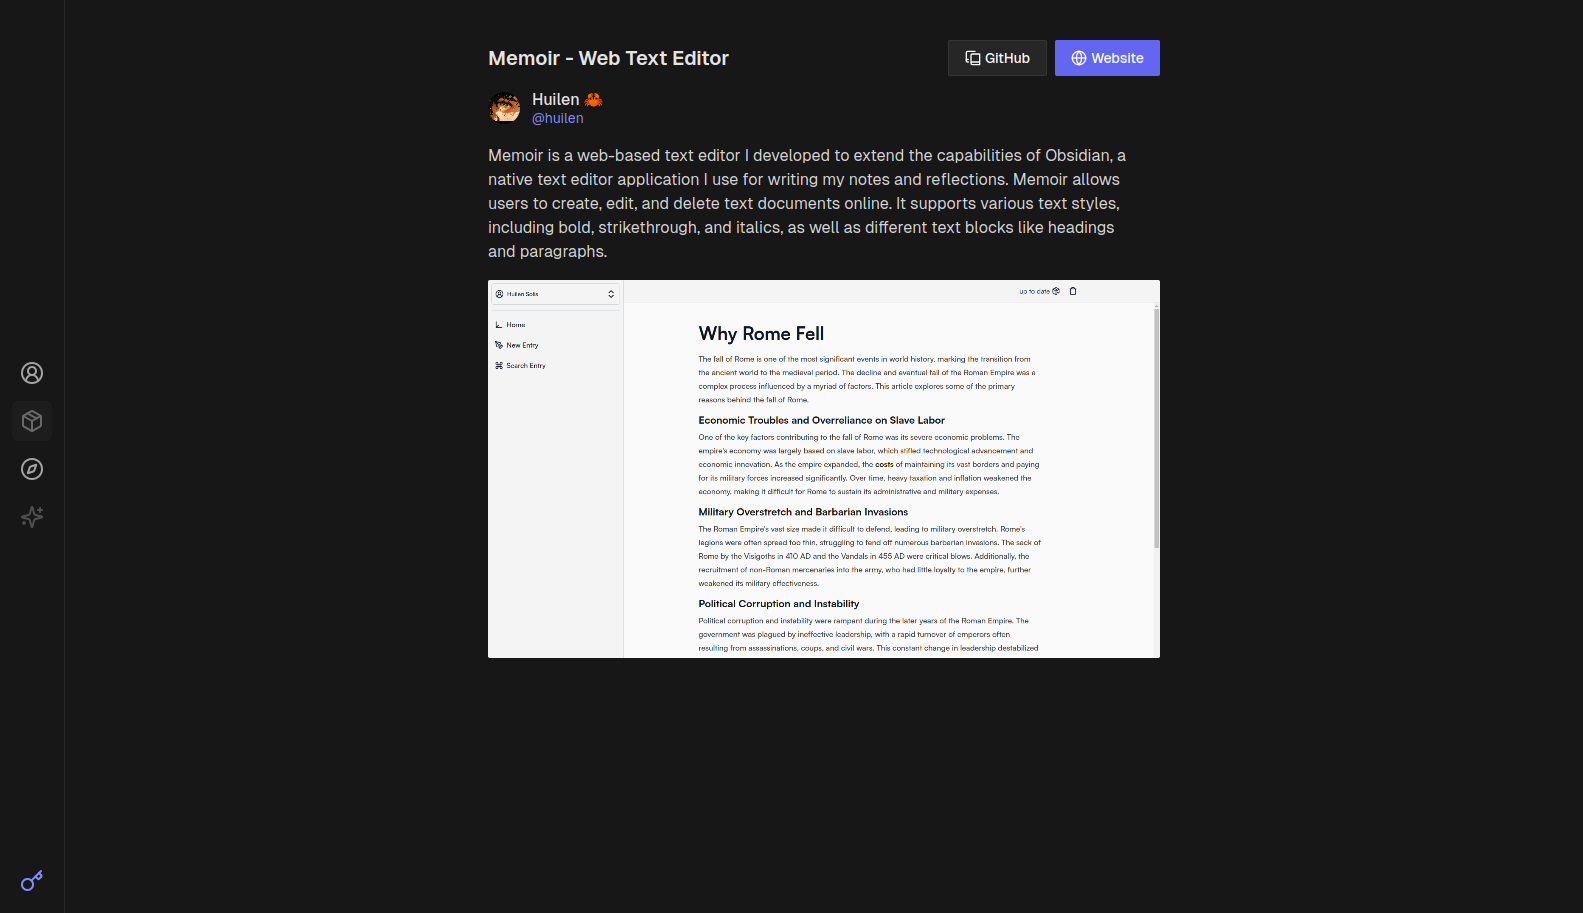 Memoir - Web Text Editor
GitHub
Website
Huilen 🦀
@huilen
Memoir is a web-based text editor I developed to extend the capabilities of Obsidian, a
native text editor application I use for writing my notes and reflections. Memoir allows
users to create, edit, and delete text documents online. It supports various text styles,
including bold, strikethrough, and italics, as well as different text blocks like headings
and paragraphs.
Huilen Solis
up to date
Home
New Entry
Search Entry
Why Rome Fell
The fall of Rome is one of the most significant events in world history, marking the transition from
the ancient world to the medieval period. The decline and eventual fall of the Roman Empire was a
complex process influenced by a myriad of factors. This article explores some of the primary
reasons behind the fall of Rome.
Economic Troubles and Overreliance on Slave Labor
One of the key factors contributing to the fall of Rome was its severe economic problems. The
empire's economy was largely based on slave labor, which stifled technological advancement and
economic innovation. As the empire expanded, the costs of maintaining its vast borders and paying
for its military forces increased significantly. Over time, heavy taxation and inflation weakened the
economy, making it difficult for Rome to sustain its administrative and military expenses.
Military Overstretch and Barbarian Invasions
The Roman Empire's vast size made it difficult to defend, leading to military overstretch. Rome's
legions were often spread too thin, struggling to fend off numerous barbarian invasions. The sack of
Rome by the Visigoths in 410 AD and the Vandals in 455 AD were critical blows. Additionally, the
recruitment of non-Roman mercenaries into the army, who had little loyalty to the empire, further
weakened its military effectiveness.
Political Corruption and Instability
Political corruption and instability were rampant during the later years of the Roman Empire. The
government was plagued by ineffective leadership, with a rapid turnover of emperors often
resulting from assassinations, coups, and civil wars. This constant change in leadership destabilized